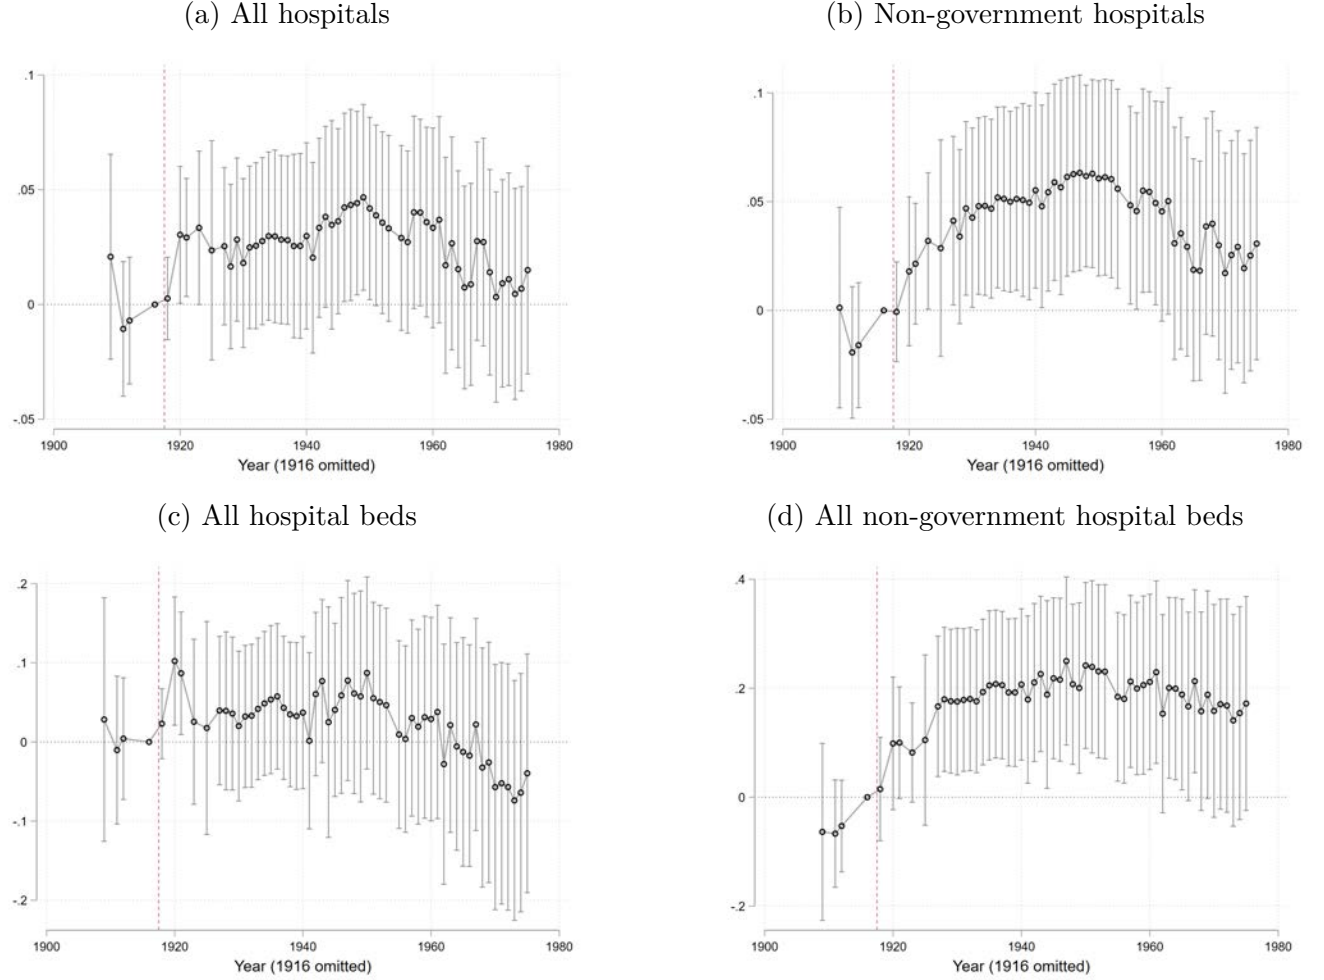 (a) All hospitals
.1
.05
0
-.05
1900 1920 1940 1960 1980
Year (1916 omitted)
(b) Non-government hospitals
.1
.05
0
-.05
1900 1920 1940 1960 1980
Year (1916 omitted)
(c) All hospital beds
.2
.1
0
-.1
-.2
1900 1920 1940 1960 1980
Year (1916 omitted)
(d) All non-government hospital beds
.4
.2
0
-.2
1900 1920 1940 1960 1980
Year (1916 omitted)